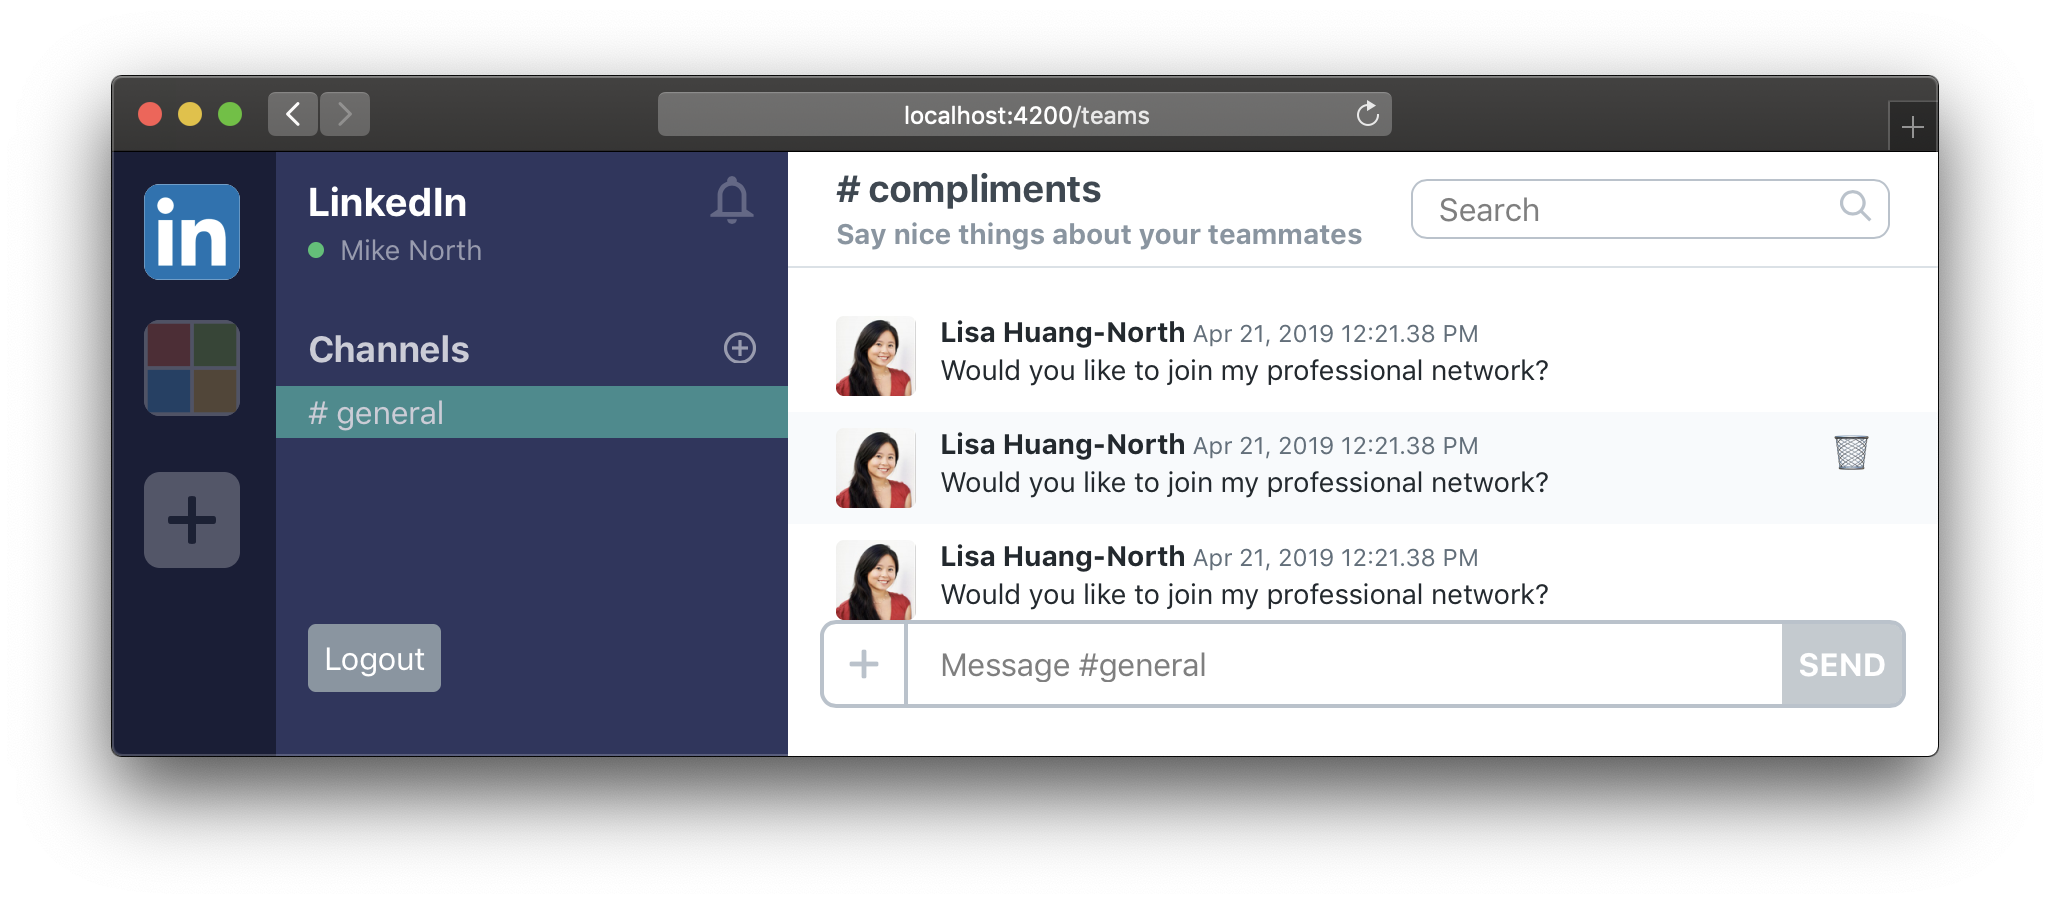 localhost:4200/teams
in
LinkedIn
Mike North
Channels
# general
Logout
# compliments
Say nice things about your teammates
Search
Lisa Huang-North Apr 21, 2019 12:21.38 PM
Would you like to join my professional network?
Lisa Huang-North Apr 21, 2019 12:21.38 PM
Would you like to join my professional network?
Lisa Huang-North Apr 21, 2019 12:21.38 PM
Would you like to join my professional network?
Message #general
SEND